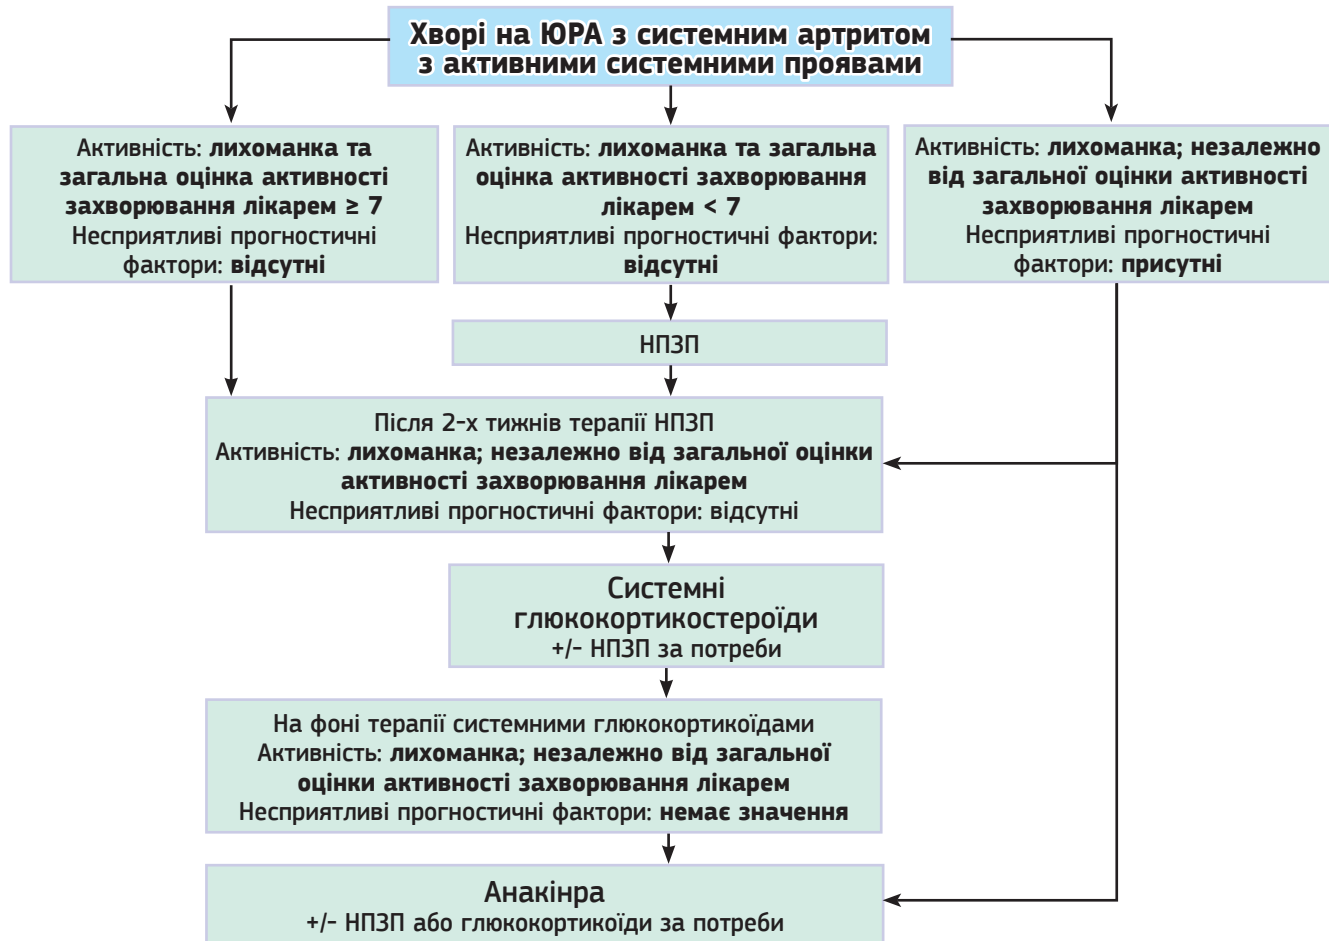 Хворі на ЮРА з системним артритом
з активними системними проявами
Активність: лихоманка та
загальна оцінка активності
захворювання лікарем ≥ 7
Несприятливі прогностичні
фактори: відсутні
Активність: лихоманка та загальна
оцінка активності захворювання
лікарем < 7
Несприятливі прогностичні фактори:
відсутні
Активність: лихоманка; незалежно
від загальної оцінки активності
захворювання лікарем
Несприятливі прогностичні
фактори: присутні
НПЗП
Після 2-х тижнів терапії НПЗП
Активність: лихоманка; незалежно від загальної оцінки
активності захворювання лікарем
Несприятливі прогностичні фактори: відсутні
Системні
глюкокортикостероїди
+/- НПЗП за потреби
На фоні терапії системними глюкокортикоїдами
Активність: лихоманка; незалежно від загальної
оцінки активності захворювання лікарем
Несприятливі прогностичні фактори: немає значення
Анакінра
+/- НПЗП або глюкокортикоїди за потреби